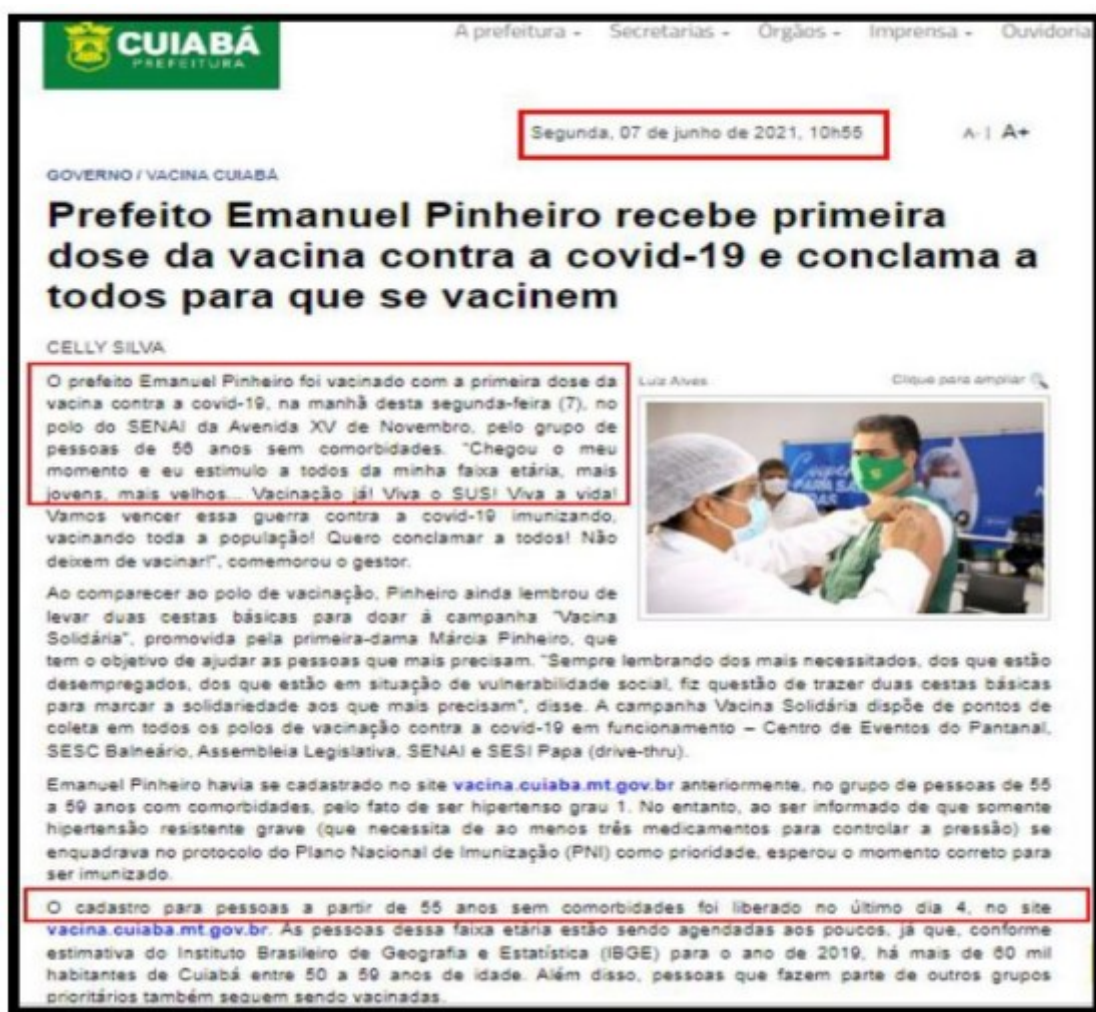 CUIABÁ
PREFEITURA
A prefeitura - Secretarias - Órgãos - Imprensa - Ouvidoria
Segunda, 07 de junho de 2021, 10h55 A- | A+
GOVERNO / VACINA CUIABÁ
Prefeito Emanuel Pinheiro recebe primeira
dose da vacina contra a covid-19 e conclama a
todos para que se vacinem
CELLY SILVA
O prefeito Emanuel Pinheiro foi vacinado com a primeira dose da
vacina contra a covid-19, na manhã desta segunda-feira (7), no
polo do SENAI da Avenida XV de Novembro, pelo grupo de
pessoas de 56 anos sem comorbidades. "Chegou o meu
momento e eu estimulo a todos da minha faixa etária, mais
jovens, mais velhos... Vacinação já! Viva o SUS! Viva a vida!
Vamos vencer essa guerra contra a covid-19 imunizando,
vacinando toda a população! Quero conclamar a todos! Não
deixem de vacinar!", comemorou o gestor.
Luiz Alves Clique para ampliar
Ao comparecer ao polo de vacinação, Pinheiro ainda lembrou de
levar duas cestas básicas para doar à campanha "Vacina
Solidária", promovida pela primeira-dama Márcia Pinheiro, que
tem o objetivo de ajudar as pessoas que mais precisam. "Sempre lembrando dos mais necessitados, dos que estão
desempregados, dos que estão em situação de vulnerabilidade social, fiz questão de trazer duas cestas básicas
para marcar a solidariedade aos que mais precisam", disse. A campanha Vacina Solidária dispõe de pontos de
coleta em todos os polos de vacinação contra a covid-19 em funcionamento – Centro de Eventos do Pantanal,
SESC Balneário, Assembleia Legislativa, SENAI e SESI Papa (drive-thru).
Emanuel Pinheiro havia se cadastrado no site vacina.cuiaba.mt.gov.br anteriormente, no grupo de pessoas de 55
a 59 anos com comorbidades, pelo fato de ser hipertenso grau 1. No entanto, ao ser informado de que somente
hipertensão resistente grave (que necessita de ao menos três medicamentos para controlar a pressão) se
enquadrava no protocolo do Plano Nacional de Imunização (PNI) como prioridade, esperou o momento correto para
ser imunizado.
O cadastro para pessoas a partir de 55 anos sem comorbidades foi liberado no último dia 4, no site
vacina.cuiaba.mt.gov.br. As pessoas dessa faixa etária estão sendo agendadas aos poucos, já que, conforme
estimativa do Instituto Brasileiro de Geografia e Estatística (IBGE) para o ano de 2019, há mais de 60 mil
habitantes de Cuiabá entre 50 a 59 anos de idade. Além disso, pessoas que fazem parte de outros grupos
prioritários também seguem sendo vacinadas.